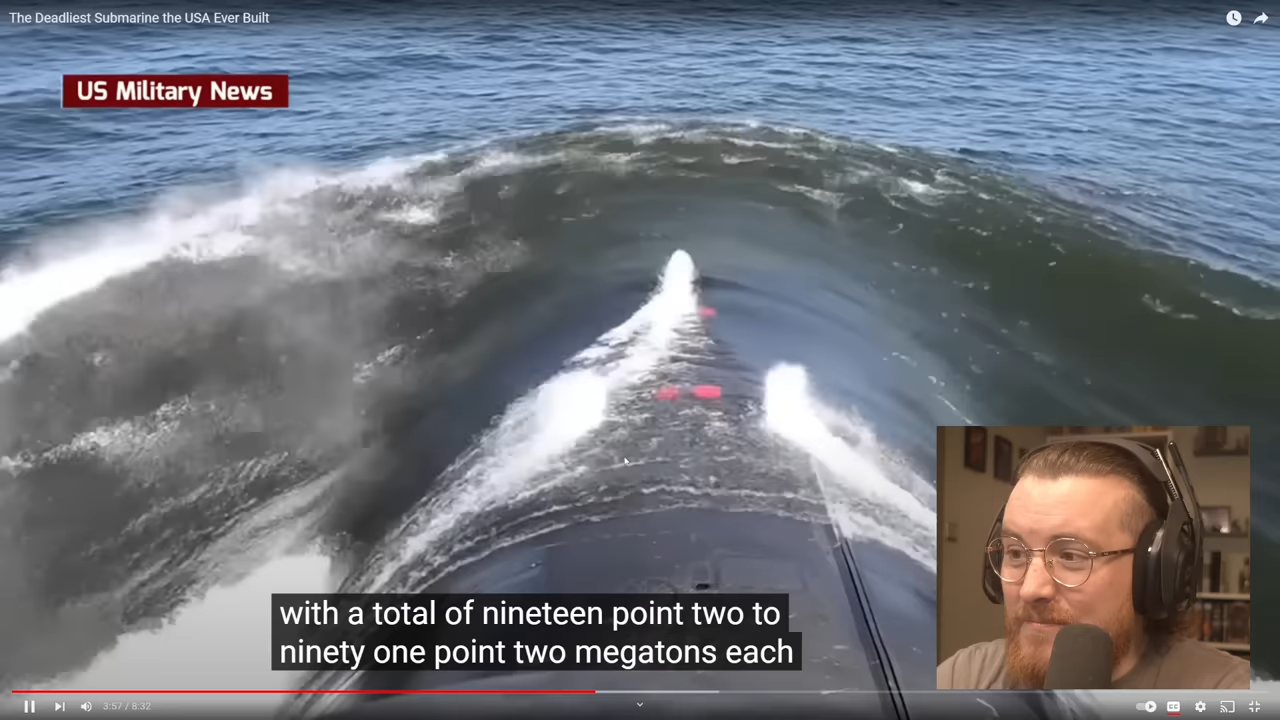 The Deadliest Submarine the USA Ever Built
US Military News
with a total of nineteen point two to
ninety one point two megatons each
3:57 / 8:32
CC